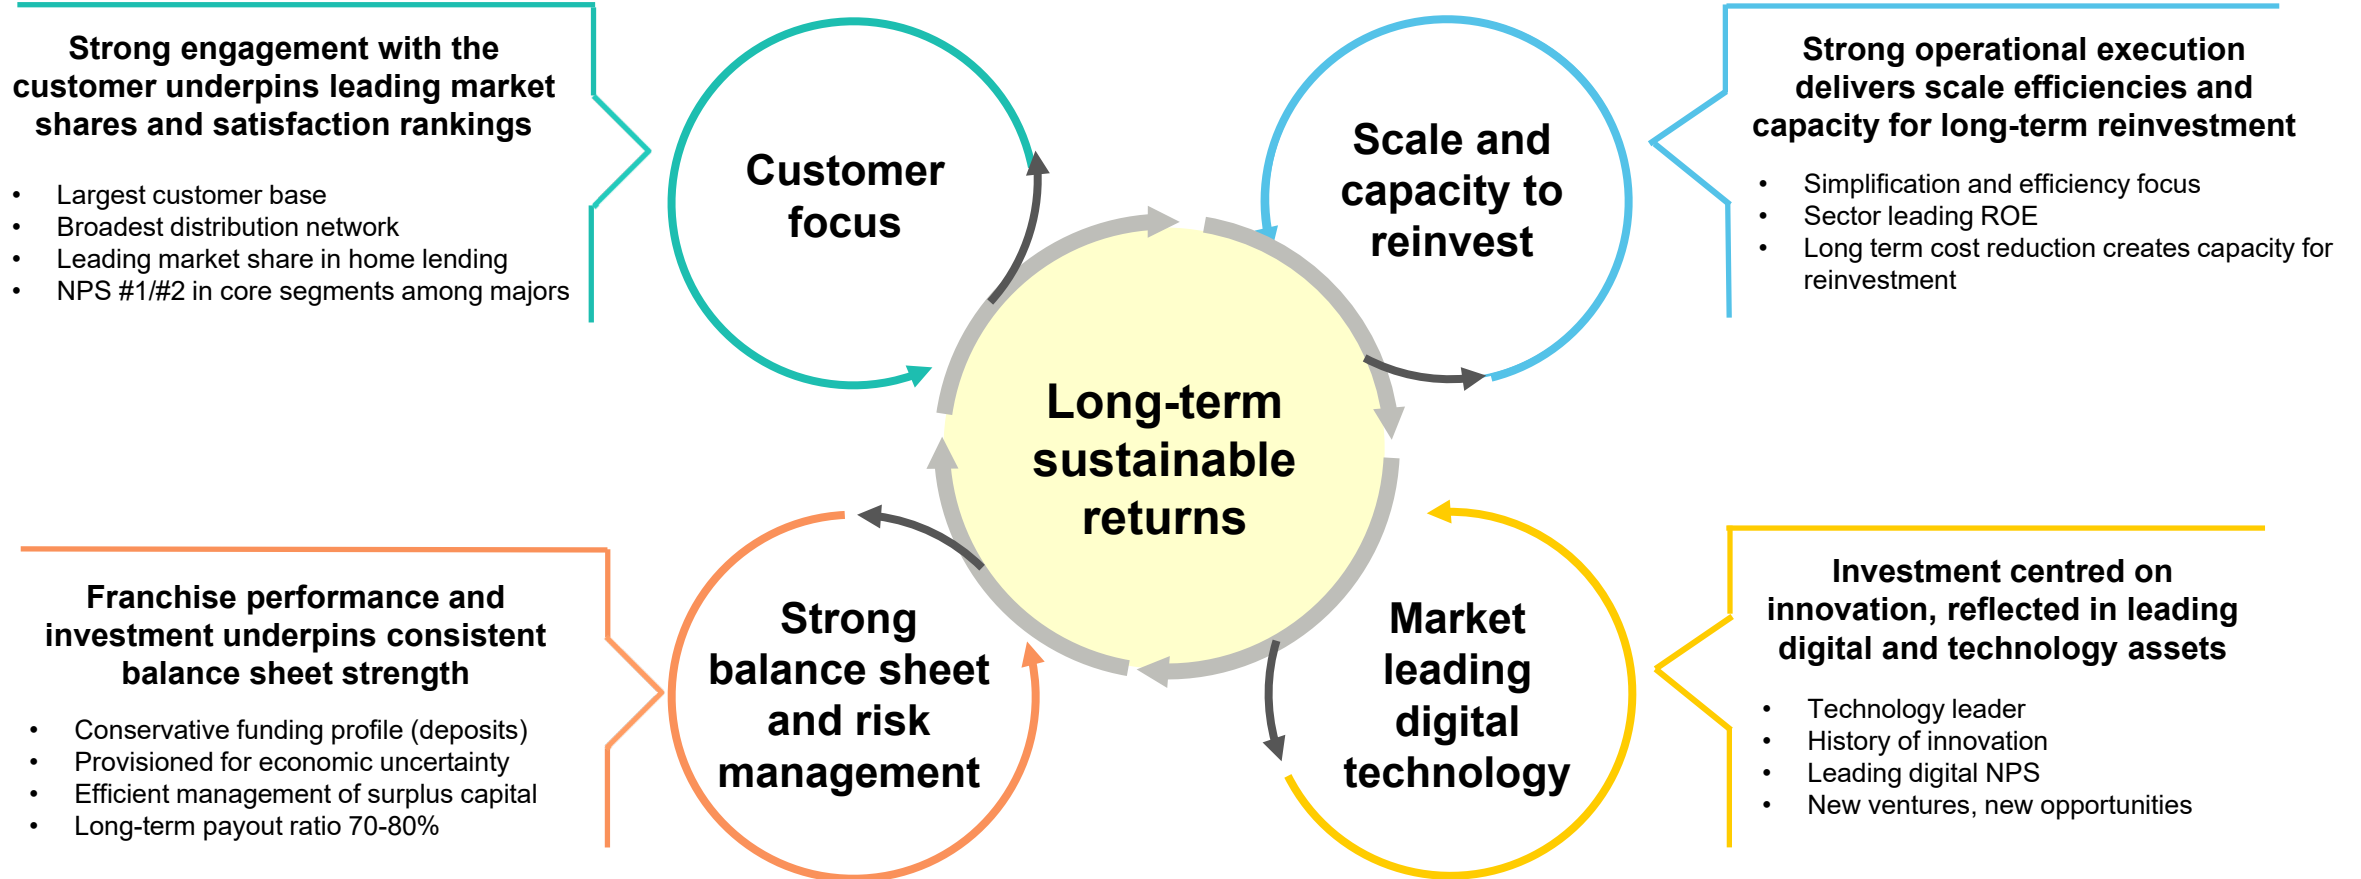 Strong engagement with the
customer underpins leading market
shares and satisfaction rankings
• Largest customer base
• Broadest distribution network
• Leading market share in home lending
• NPS #1/#2 in core segments among majors
Customer
focus
Scale and
capacity to
reinvest
Strong operational execution
delivers scale efficiencies and
capacity for long-term reinvestment
• Simplification and efficiency focus
• Sector leading ROE
• Long term cost reduction creates capacity for
reinvestment
Long-term
sustainable
returns
Franchise performance and
investment underpins consistent
balance sheet strength
• Conservative funding profile (deposits)
• Provisioned for economic uncertainty
• Efficient management of surplus capital
• Long-term payout ratio 70-80%
Strong
balance sheet
and risk
management
Market
leading
digital
technology
Investment centred on
innovation, reflected in leading
digital and technology assets
• Technology leader
• History of innovation
• Leading digital NPS
• New ventures, new opportunities